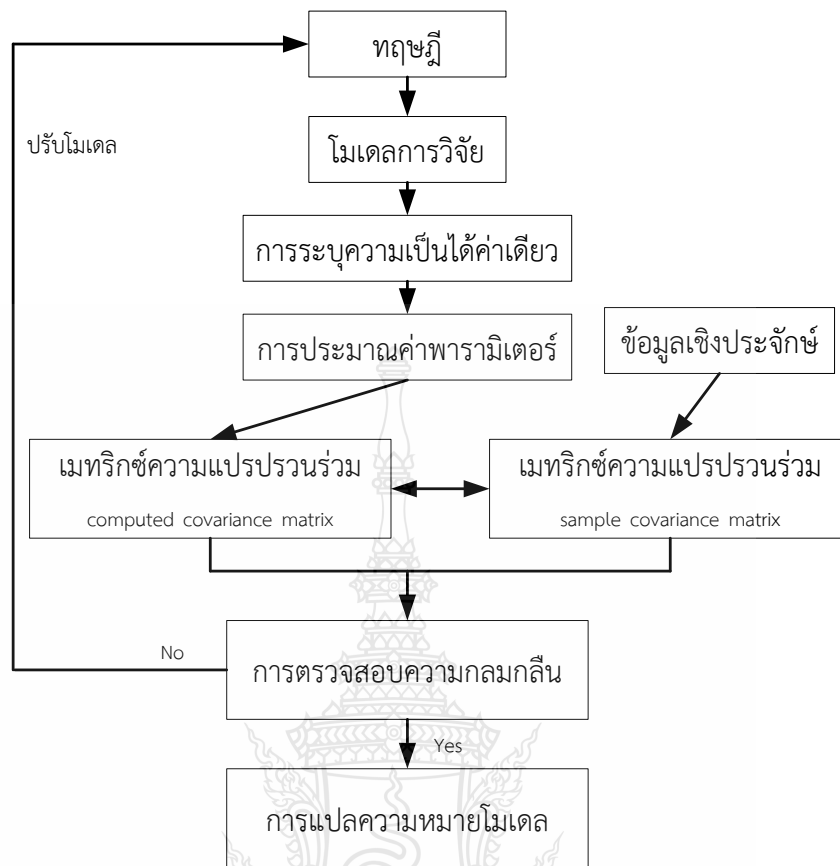 ทฤษฎี
ปรับโมเดล
โมเดลการวิจัย
การระบุความเป็นได้ค่าเดียว
การประมาณค่าพารามิเตอร์
ข้อมูลเชิงประจักษ์
เมทริกซ์ความแปรปรวนร่วม
computed covariance matrix
เมทริกซ์ความแปรปรวนร่วม
sample covariance matrix
No
การตรวจสอบความกลมกลืน
Yes
การแปลความหมายโมเดล